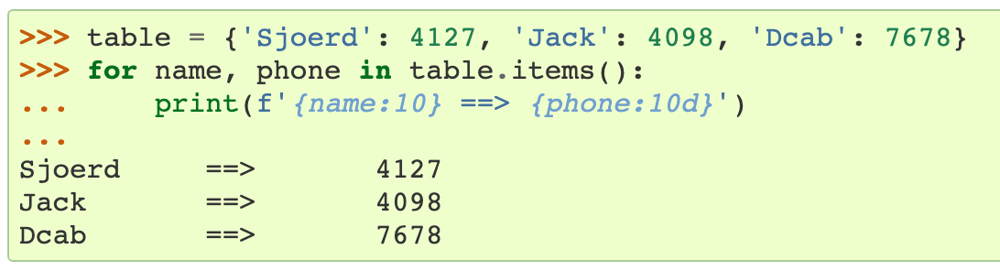 >>> table = {'Sjoerd': 4127, 'Jack': 4098, 'Dcab': 7678}
>>> for name, phone in table.items():
...     print(f'{name:10} ==> {phone:10d}')
...
Sjoerd     ==>       4127
Jack       ==>       4098
Dcab       ==>       7678